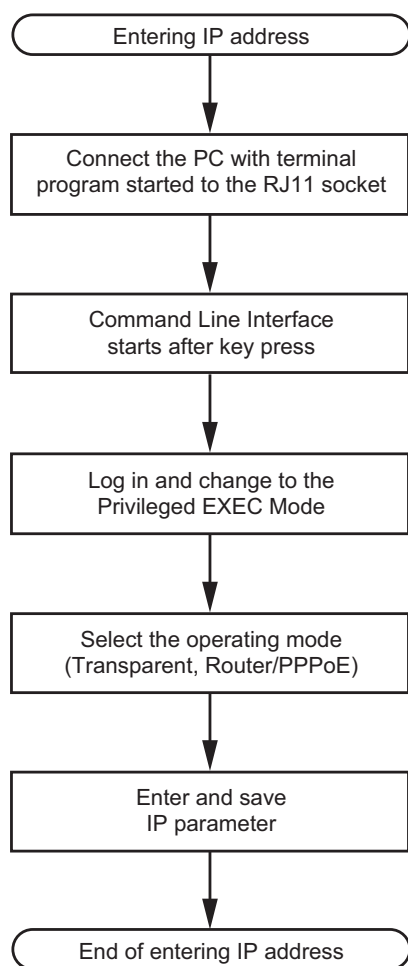 Entering IP address
Connect the PC with terminal
program started to the RJ11 socket
Command Line Interface
starts after key press
Log in and change to the
Privileged EXEC Mode
Select the operating mode
(Transparent, Router/PPPoE)
Enter and save
IP parameter
End of entering IP address